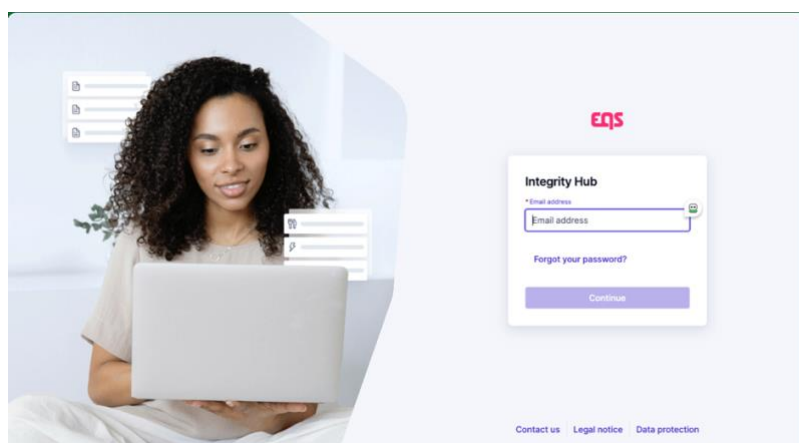 EQS
Integrity Hub
* Email address
Email address
Forgot your password?
Continue
Contact us
Legal notice
Data protection